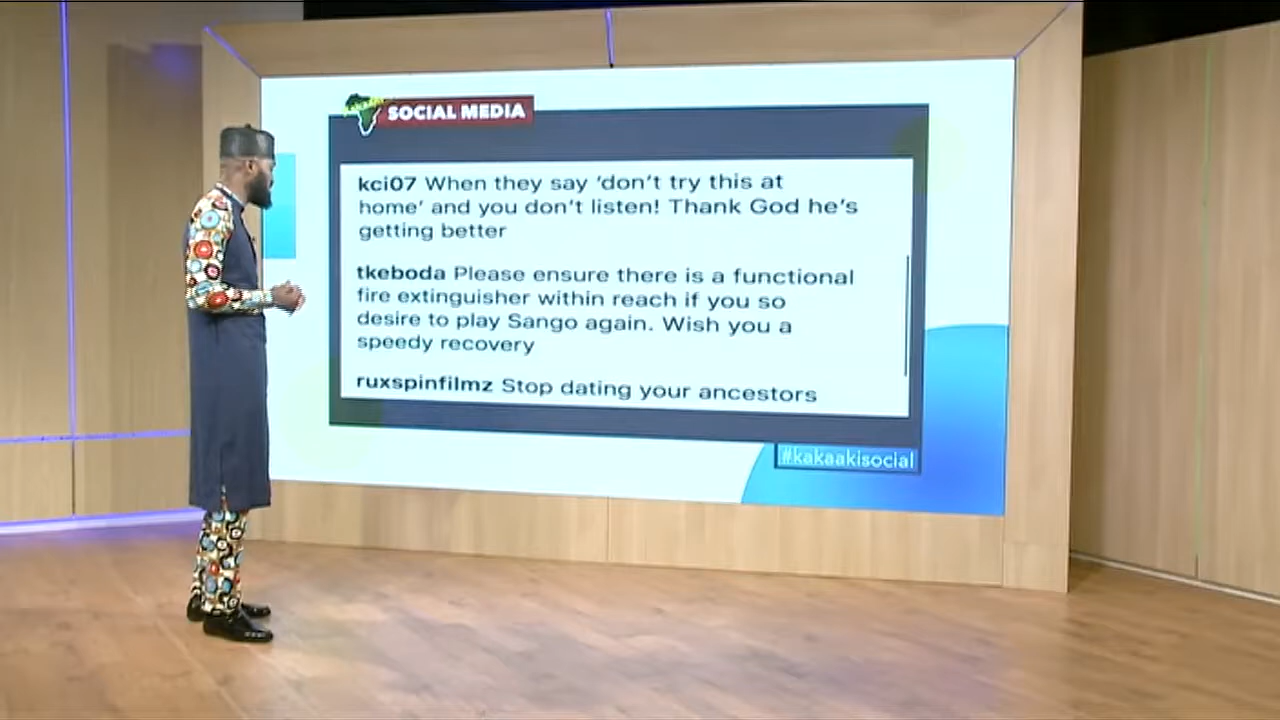 Kakaaki
SOCIAL MEDIA
kci07 When they say ‘don’t try this at
home’ and you don’t listen! Thank God he’s
getting better
tkeboda Please ensure there is a functional
fire extinguisher within reach if you so
desire to play Sango again. Wish you a
speedy recovery
ruxspinfilmz Stop dating your ancestors
#kakaakisocial